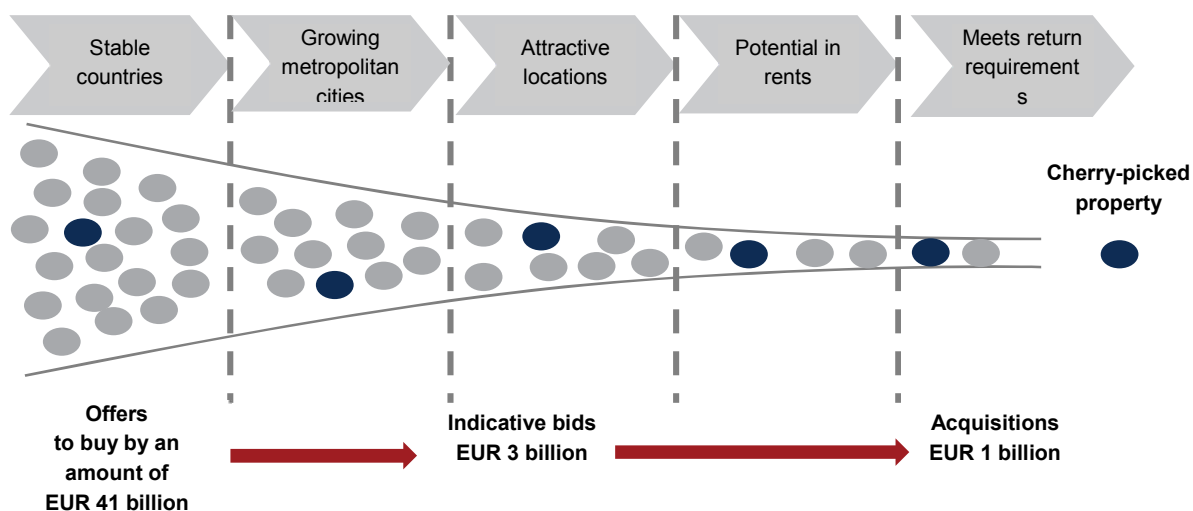 Stable
countries
Growing
metropolitan
cities
Attractive
locations
Potential in
rents
Meets return
requirement
s
Cherry-picked
property
Offers
to buy by an
amount of
EUR 41 billion
Indicative bids
EUR 3 billion
Acquisitions
EUR 1 billion